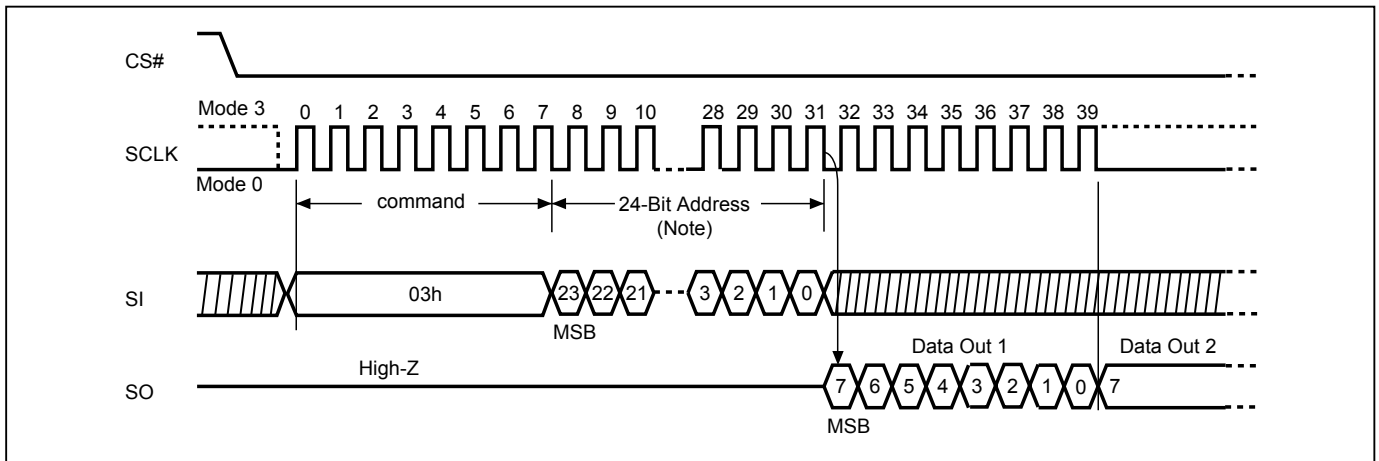 CS#
Mode 3
0 1 2 3 4 5 6 7 8 9 10 28 29 30 31 32 33 34 35 36 37 38 39
SCLK
Mode 0
command
24-Bit Address
(Note)
SI
03h
23 22 21 3 2 1 0
MSB
High-Z
Data Out 1
Data Out 2
SO
7 6 5 4 3 2 1 0 7
MSB